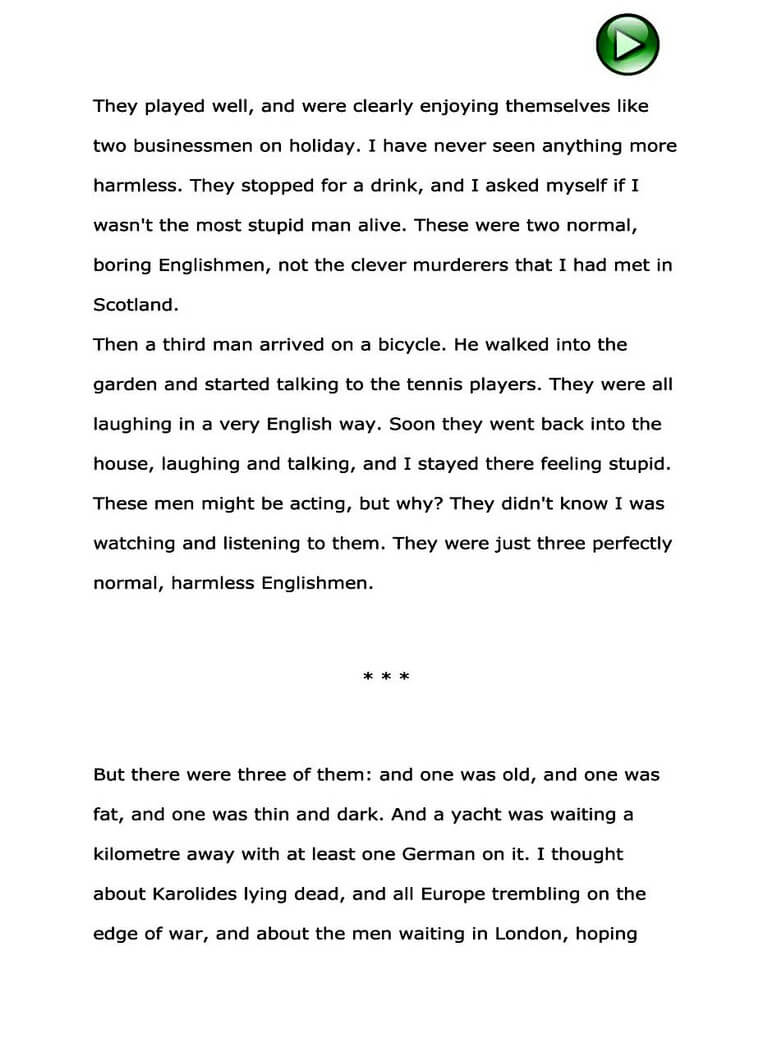 They played well, and were clearly enjoying themselves like
two businessmen on holiday. I have never seen anything more
harmless. They stopped for a drink, and I asked myself if I
wasn't the most stupid man alive. These were two normal,
boring Englishmen, not the clever murderers that I had met in
Scotland.
Then a third man arrived on a bicycle. He walked into the
garden and started talking to the tennis players. They were all
laughing in a very English way. Soon they went back into the
house, laughing and talking, and I stayed there feeling stupid.
These men might be acting, but why? They didn't know I was
watching and listening to them. They were just three perfectly
normal, harmless Englishmen.
* * *
But there were three of them: and one was old, and one was
fat, and one was thin and dark. And a yacht was waiting a
kilometre away with at least one German on it. I thought
about Karolides lying dead, and all Europe trembling on the
edge of war, and about the men waiting in London, hoping